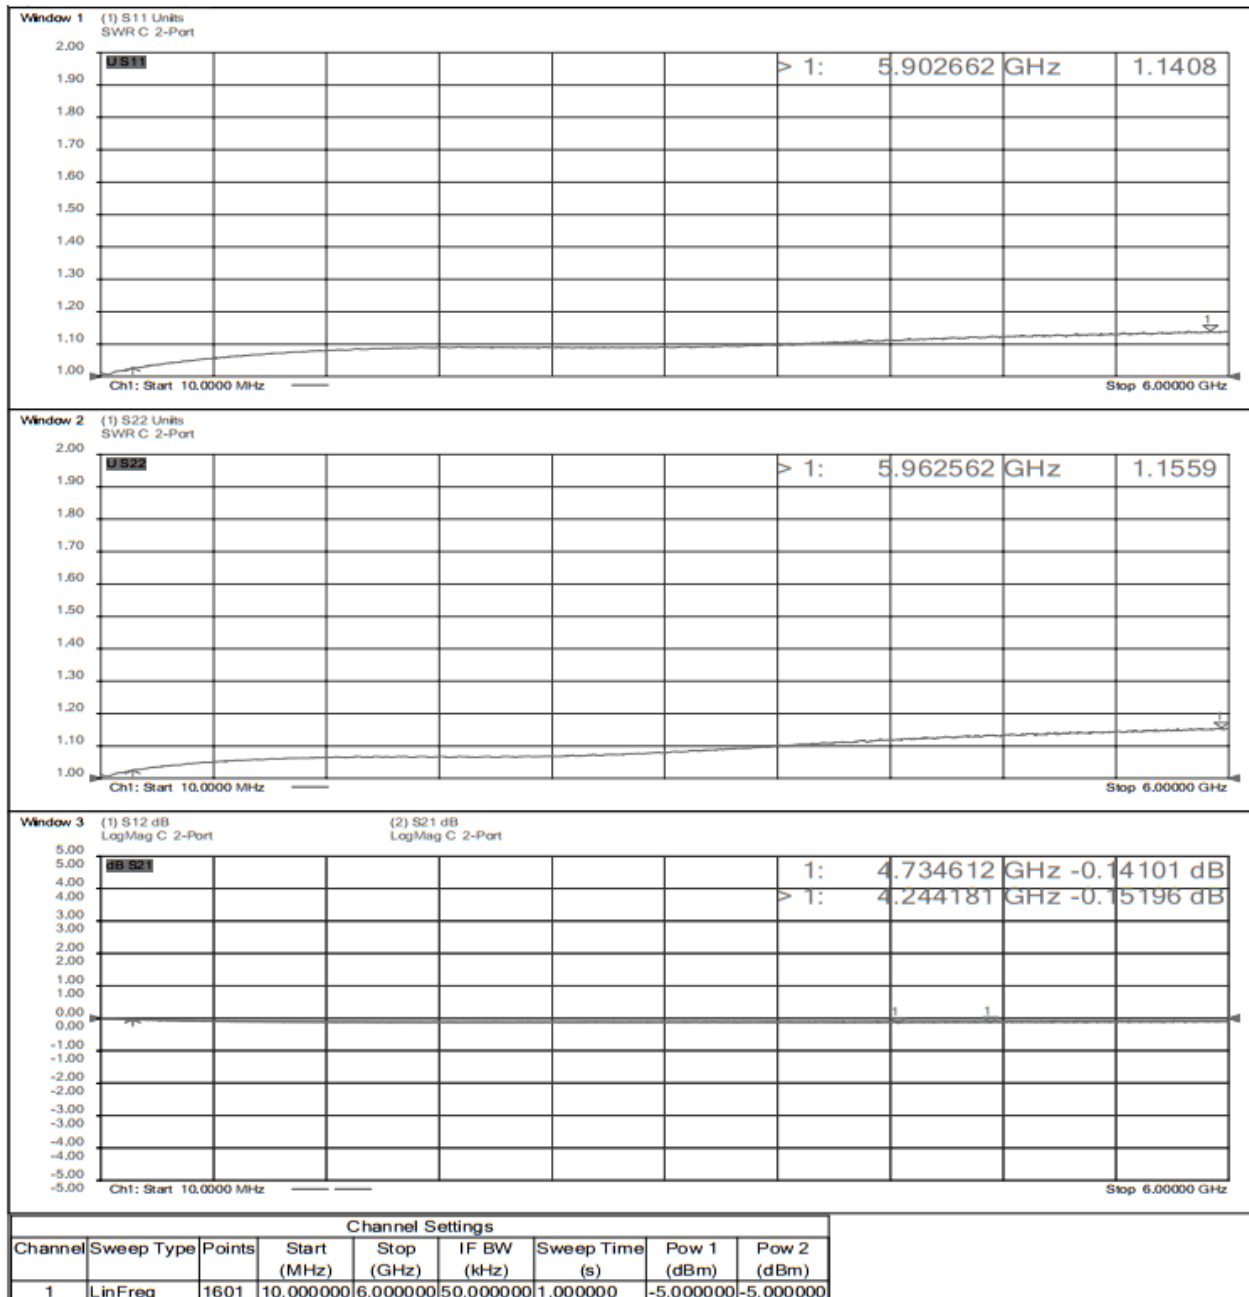 Window 1 (1) S11 Units
SWR C 2-Port
2.00
U S11
> 1: 5.902662 GHz 1.1408
1.90
1.80
1.70
1.60
1.50
1.40
1.30
1.20
1
1.10
1.00
Ch1: Start 10.0000 MHz Stop 6.00000 GHz
Window 2 (1) S22 Units
SWR C 2-Port
2.00
U S22
> 1: 5.962562 GHz 1.1559
1.90
1.80
1.70
1.60
1.50
1.40
1.30
1.20
1
1.10
1.00
Ch1: Start 10.0000 MHz Stop 6.00000 GHz
Window 3 (1) S12 dB (2) S21 dB
LogMag C 2-Port LogMag C 2-Port
5.00
5.00
dB S21
1: 4.734612 GHz -0.14101 dB
4.00
4.00
> 1: 4.244181 GHz -0.15196 dB
3.00
3.00
2.00
2.00
1.00
1.00
0.00 1 1
0.00
-1.00
-1.00
-2.00
-2.00
-3.00
-3.00
-4.00
-4.00
-5.00
-5.00
Ch1: Start 10.0000 MHz Stop 6.00000 GHz
Channel Settings
Channel Sweep Type Points Start (MHz) Stop (GHz) IF BW (kHz) Sweep Time (s) Pow 1 (dBm) Pow 2 (dBm)
1 LinFreq 1601 10.000000 6.000000 50.000000 1.000000 -5.000000 -5.000000